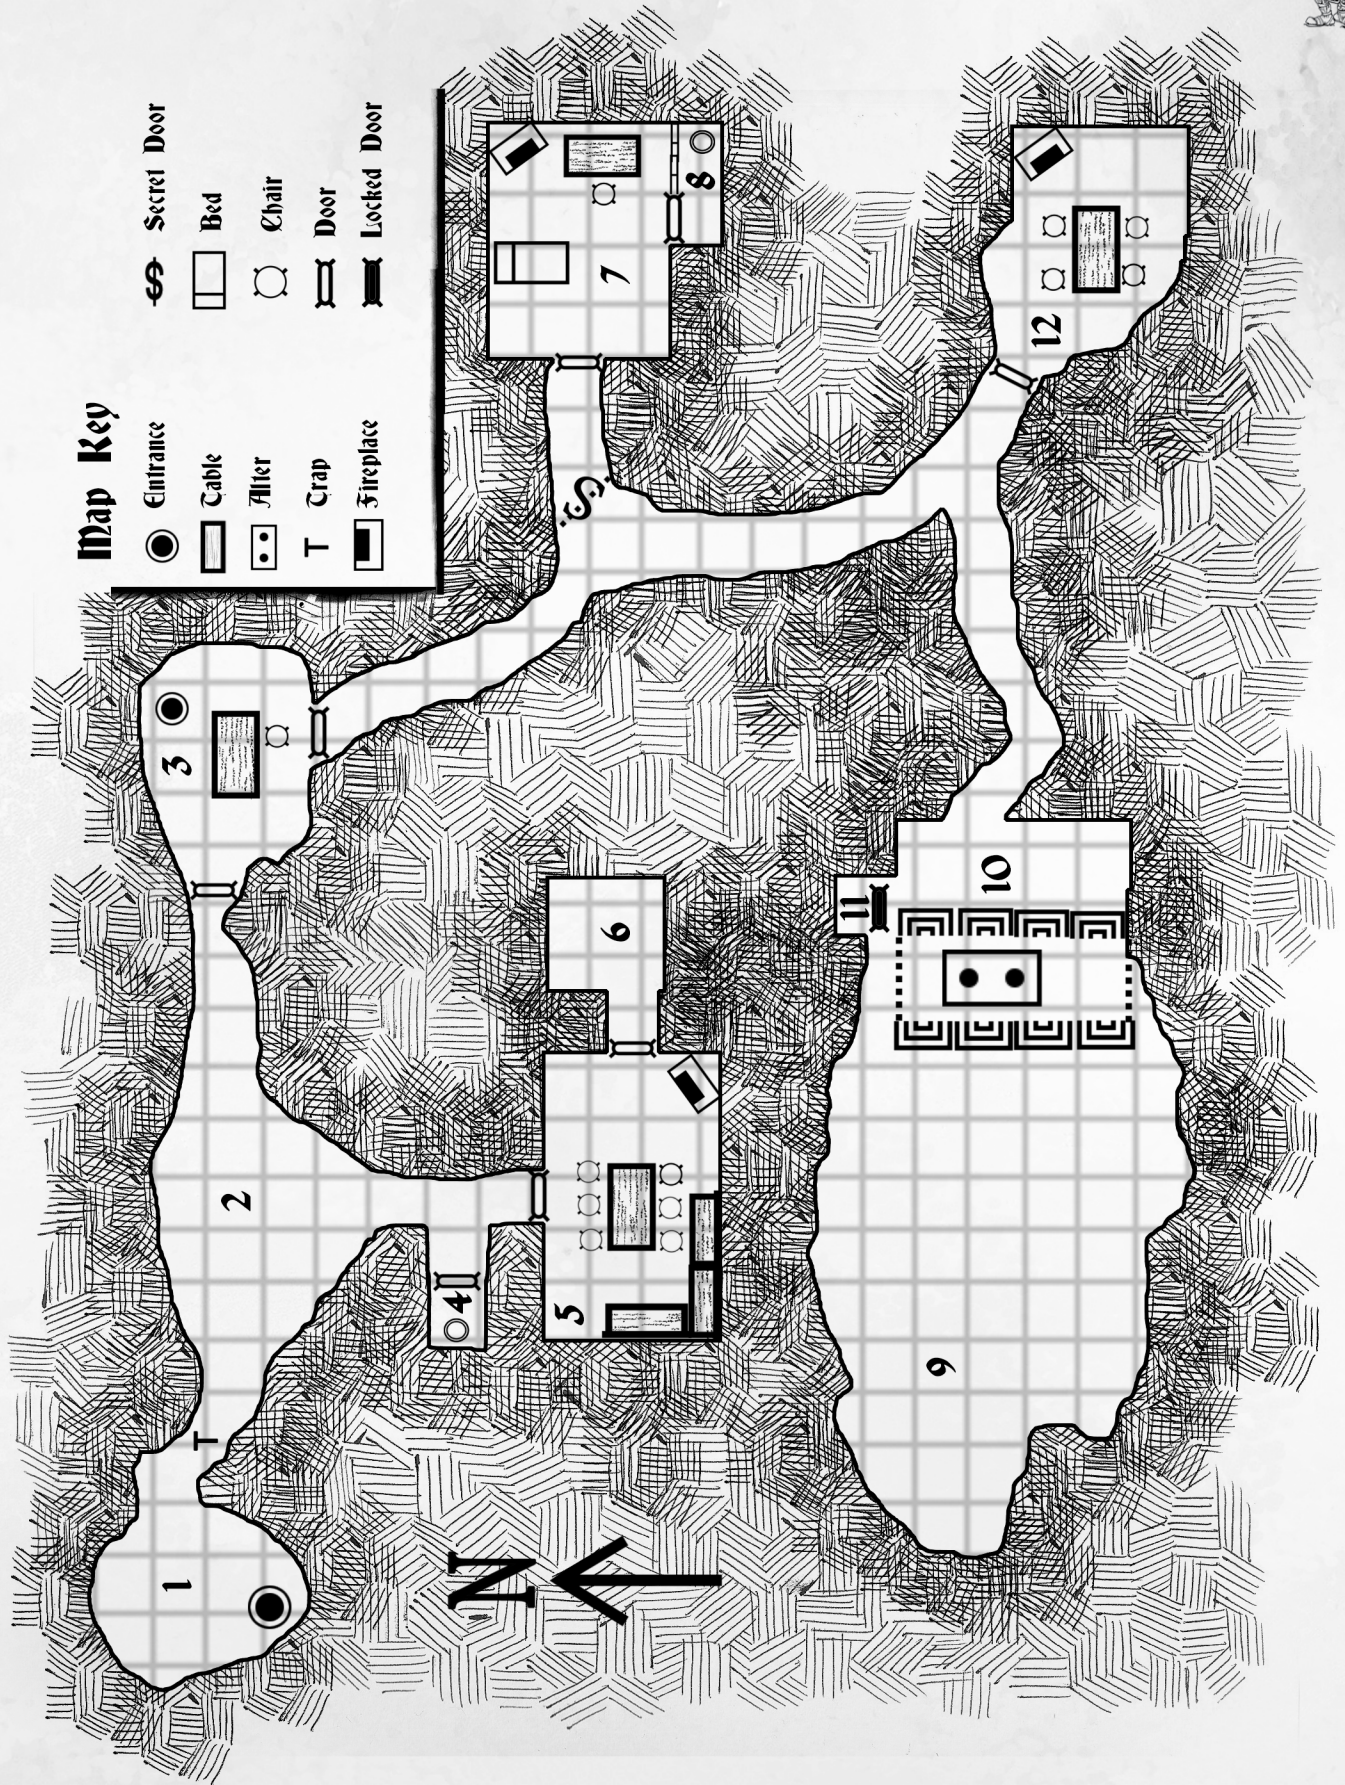 Map Key
Entrance
Table
Alter
T Trap
Fireplace
$ Secret Door
Bed
Chair
Door
Locked Door
1
T
2
3
4
5
6
S
7
8
9
10
11
12
N